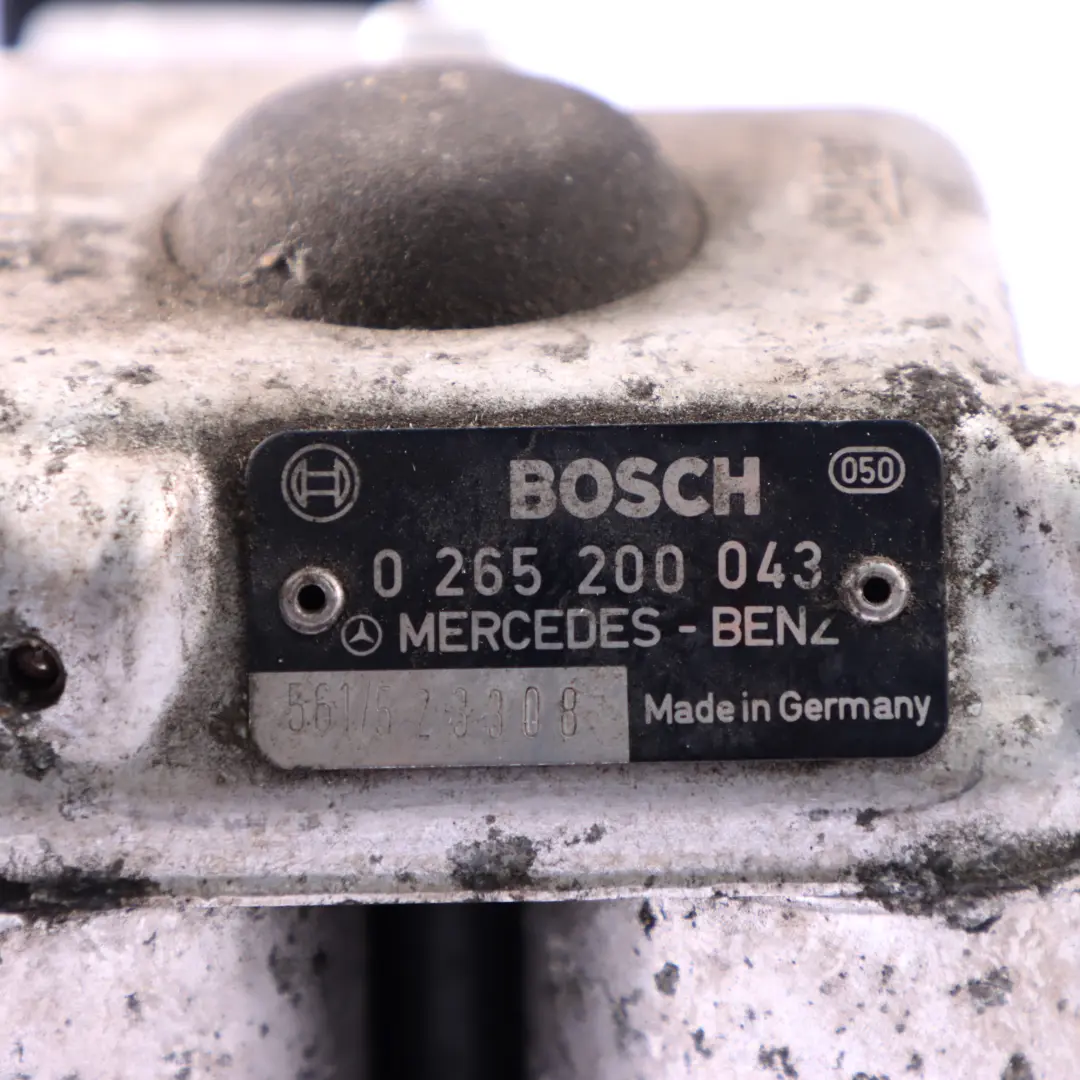 BOSCH 050
0 265 200 043
MERCEDES - BENZ
Made in Germany